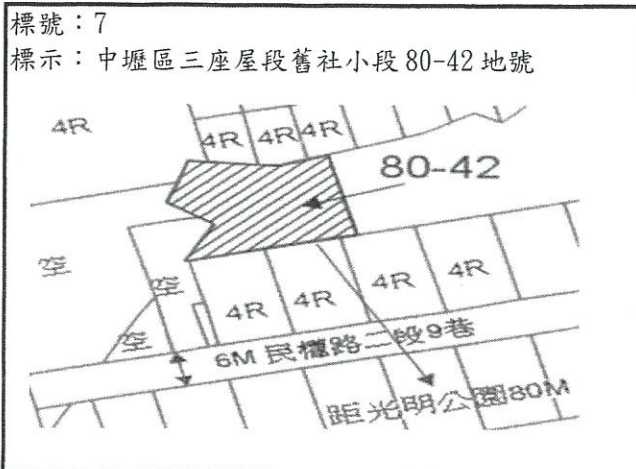 標號：7
標示：中壢區三座屋段舊社小段80-42地號
4R
4R 4R 4R
80-42
空
空
空
4R 4R 4R 4R
6M 民權路二段9巷
距光明公園80M